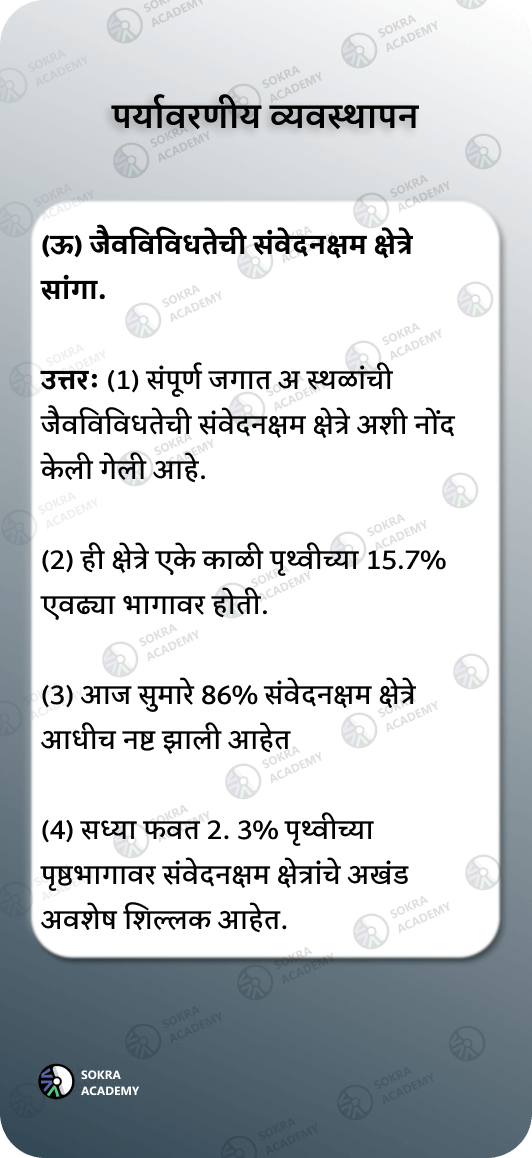 पर्यावरणीय व्यवस्थापन
(ऊ) जैवविविधतेची संवेदनक्षम क्षेत्रे
सांगा.
उत्तरः (1) संपूर्ण जगात अ स्थळांची
जैवविविधतेची संवेदनक्षम क्षेत्रे अशी नोंद
केली गेली आहे.
(2) ही क्षेत्रे एके काळी पृथ्वीच्या 15.7%
एवढ्या भागावर होती.
(3) आज सुमारे 86% संवेदनक्षम क्षेत्रे
आधीच नष्ट झाली आहेत
(4) सध्या फवत 2. 3% पृथ्वीच्या
पृष्ठभागावर संवेदनक्षम क्षेत्रांचे अखंड
अवशेष शिल्लक आहेत.
SOKRA
ACADEMY